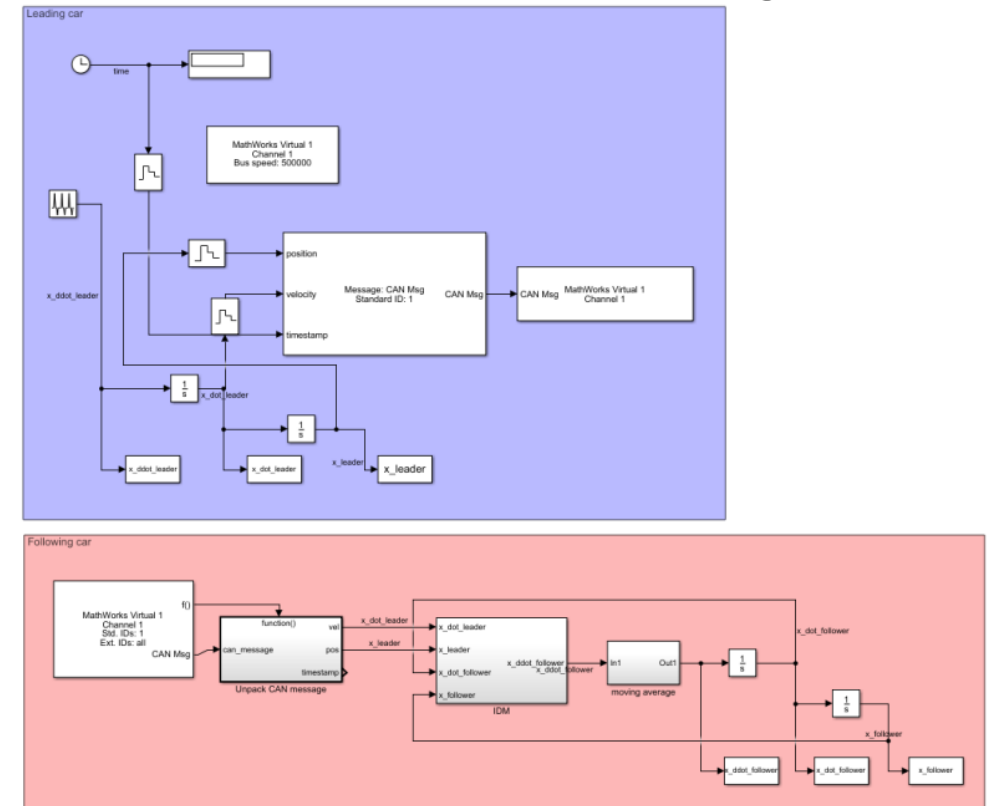 Leading car
time
MathWorks Virtual 1
Channel 1
Bus speed: 500000
position
velocity
timestamp
Message: CAN Msg
Standard ID: 1
CAN Msg
CAN Msg
MathWorks Virtual 1
Channel 1
x_ddot_leader
1
s
x_dot_leader
1
s
x_leader
x_ddot_leader
x_dot_leader
x_leader
Following car
MathWorks Virtual 1
Channel 1
Std. IDs: 1
Ext. IDs: all
f()
CAN Msg
function()
can_message
vel
pos
timestamp
Unpack CAN message
x_dot_leader
x_leader
x_dot_leader
x_leader
x_dot_follower
x_follower
x_ddot_follower
IDM
x_ddot_follower
In1
Out1
moving average
1
s
x_dot_follower
1
s
x_follower
x_ddot_follower
x_dot_follower
x_follower